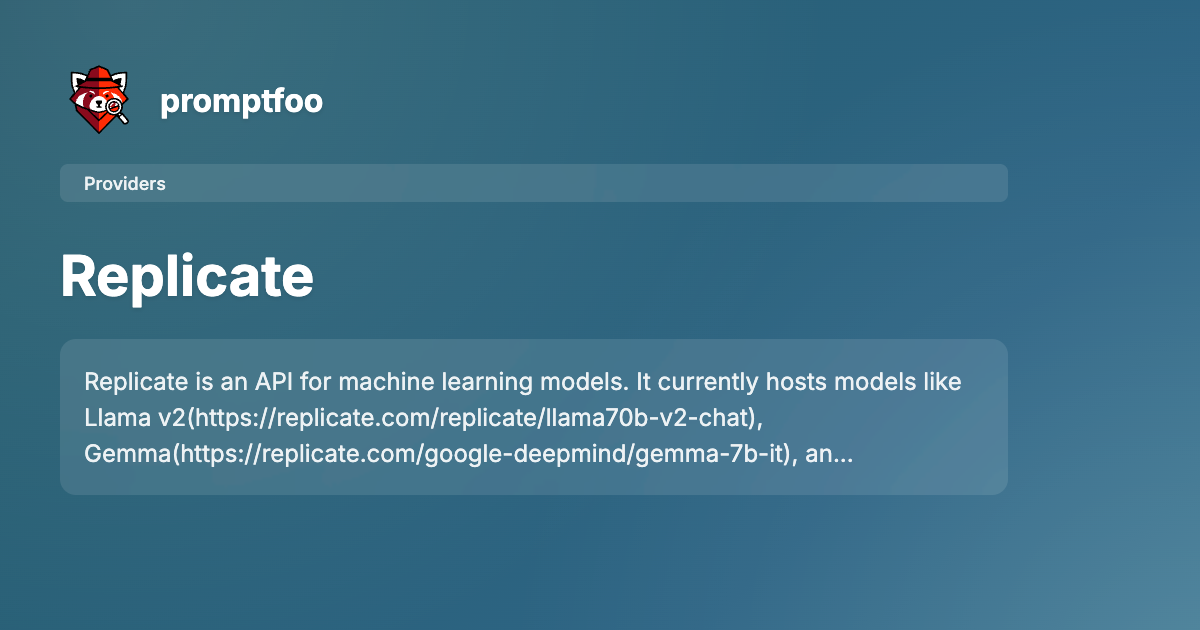 promptfoo
Providers
Replicate
Replicate is an API for machine learning models. It currently hosts models like
Llama v2(https://replicate.com/replicate/llama70b-v2-chat),
Gemma(https://replicate.com/google-deepmind/gemma-7b-it), an...